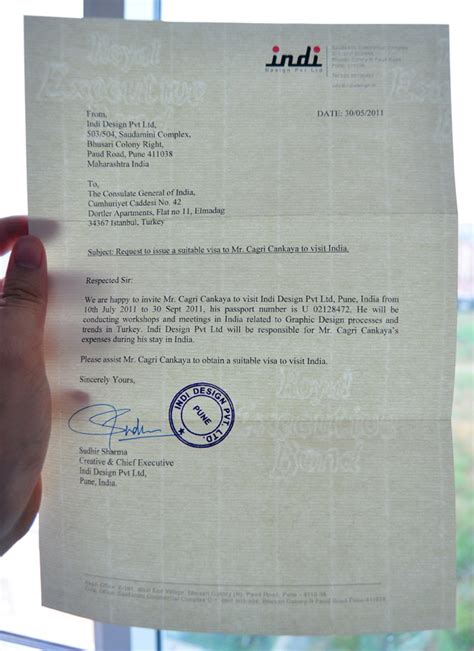 indi
Design Pvt Ltd
From,
Indi Design Pvt Ltd,
503/504, Saudamini Complex,
Bhusari Colony Right,
Paud Road, Pune 411038
Maharashtra India
DATE: 30/05/2011
To,
The Consulate General of India,
Cumhuriyet Caddesi No. 42
Dortler Apartments, Flat no 11, Elmadag
34367 Istanbul, Turkey
Subject: Request to issue a suitable visa to Mr. Cagri Cankaya to visit India.
Respected Sir:
We are happy to invite Mr. Cagri Cankaya to visit Indi Design Pvt Ltd, Pune, India from
10th July 2011 to 30 Sept 2011, his passport number is U 02128472. He will be
conducting workshops and meetings in India related to Graphic Design processes and
trends in Turkey. Indi Design Pvt Ltd will be responsible for Mr. Cagri Cankaya's
expenses during his stay in India.
Please assist Mr. Cagri Cankaya to obtain a suitable visa to visit India.
Sincerely Yours,
INDI DESIGN PVT. LTD.
PUNE
Sudhir Sharma
Creative & Chief Executive
Indi Design Pvt Ltd,
Pune, India.